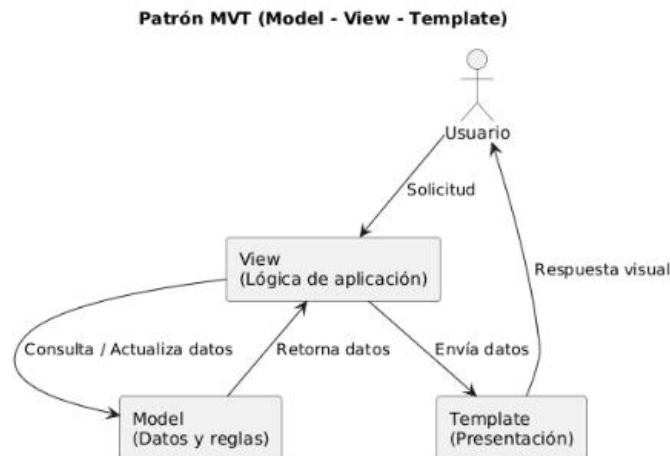 Patrón MVT (Model - View - Template)
Usuario
Solicitud
View
(Lógica de aplicación)
Respuesta visual
Consulta / Actualiza datos
Retorna datos
Envía datos
Model
(Datos y reglas)
Template
(Presentación)